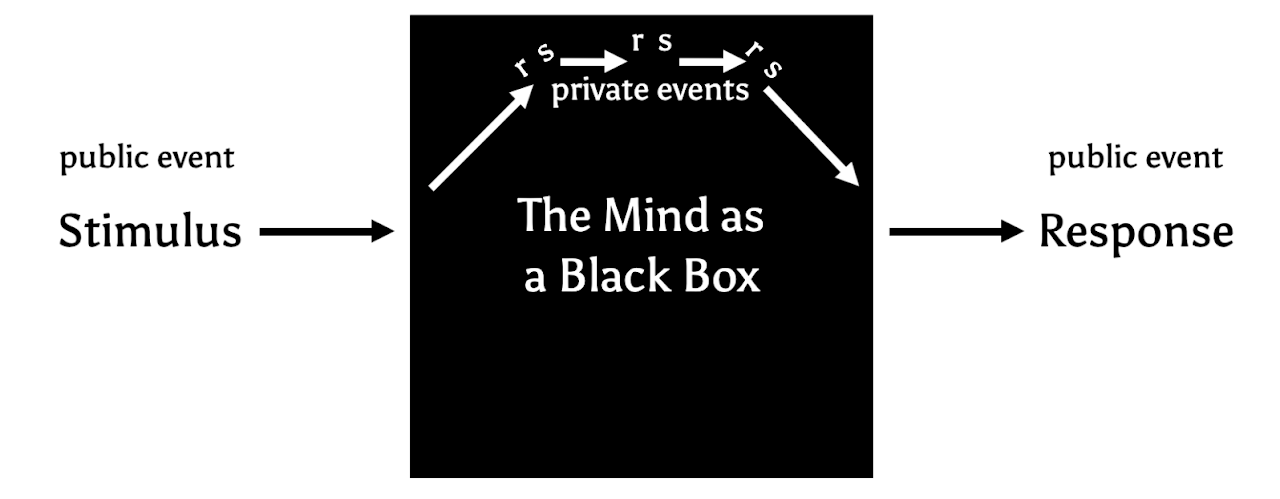 r s r s r s
private events
public event
Stimulus
The Mind as
a Black Box
public event
Response